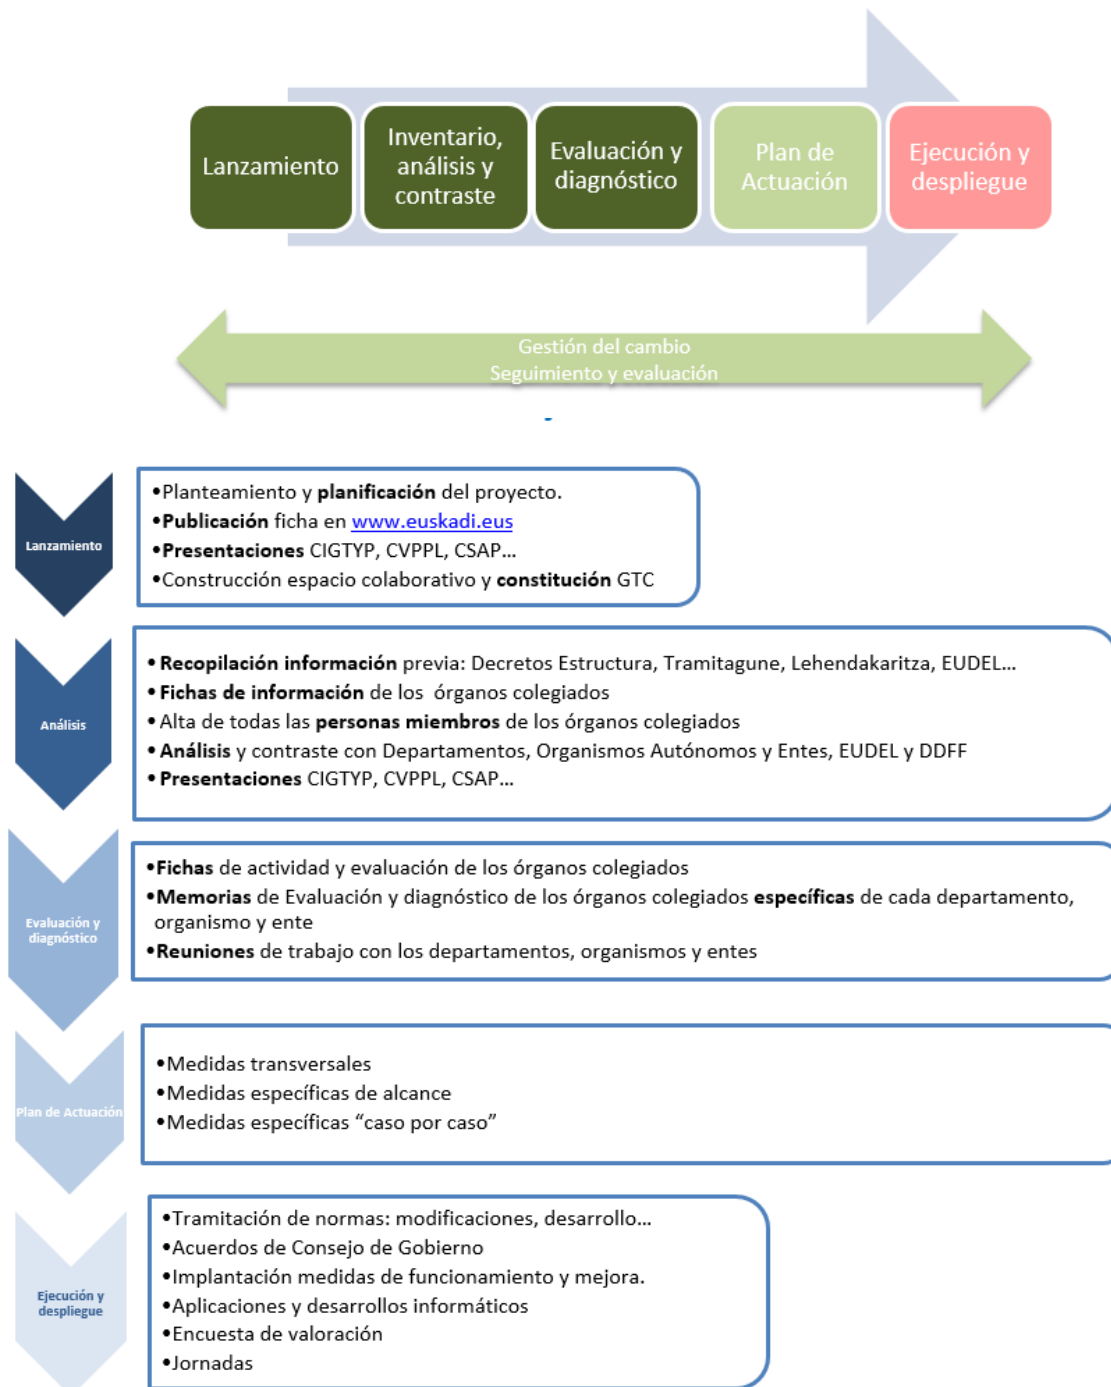 Lanzamiento
Inventario,
análisis y
contraste
Evaluación y
diagnóstico
Plan de
Actuación
Ejecución y
despliegue
Gestión del cambio
Seguimiento y evaluación
Lanzamiento
•Planteamiento y planificación del proyecto.
•Publicación ficha en www.euskadi.eus
•Presentaciones CIGTYP, CVPPL, CSAP...
•Construcción espacio colaborativo y constitución GTC
Análisis
•Recopilación información previa: Decretos Estructura, Tramitagune, Lehendakaritza, EUDEL...
•Fichas de información de los órganos colegiados
•Alta de todas las personas miembros de los órganos colegiados
•Análisis y contraste con Departamentos, Organismos Autónomos y Entes, EUDEL y DDFF
•Presentaciones CIGTYP, CVPPL, CSAP...
Evaluación y
diagnóstico
•Fichas de actividad y evaluación de los órganos colegiados
•Memorias de Evaluación y diagnóstico de los órganos colegiados específicas de cada departamento,
organismo y ente
•Reuniones de trabajo con los departamentos, organismos y entes
Plan de Actuación
•Medidas transversales
•Medidas específicas de alcance
•Medidas específicas “caso por caso”
Ejecución y
despliegue
•Tramitación de normas: modificaciones, desarrollo...
•Acuerdos de Consejo de Gobierno
•Implantación medidas de funcionamiento y mejora.
•Aplicaciones y desarrollos informáticos
•Encuesta de valoración
•Jornadas